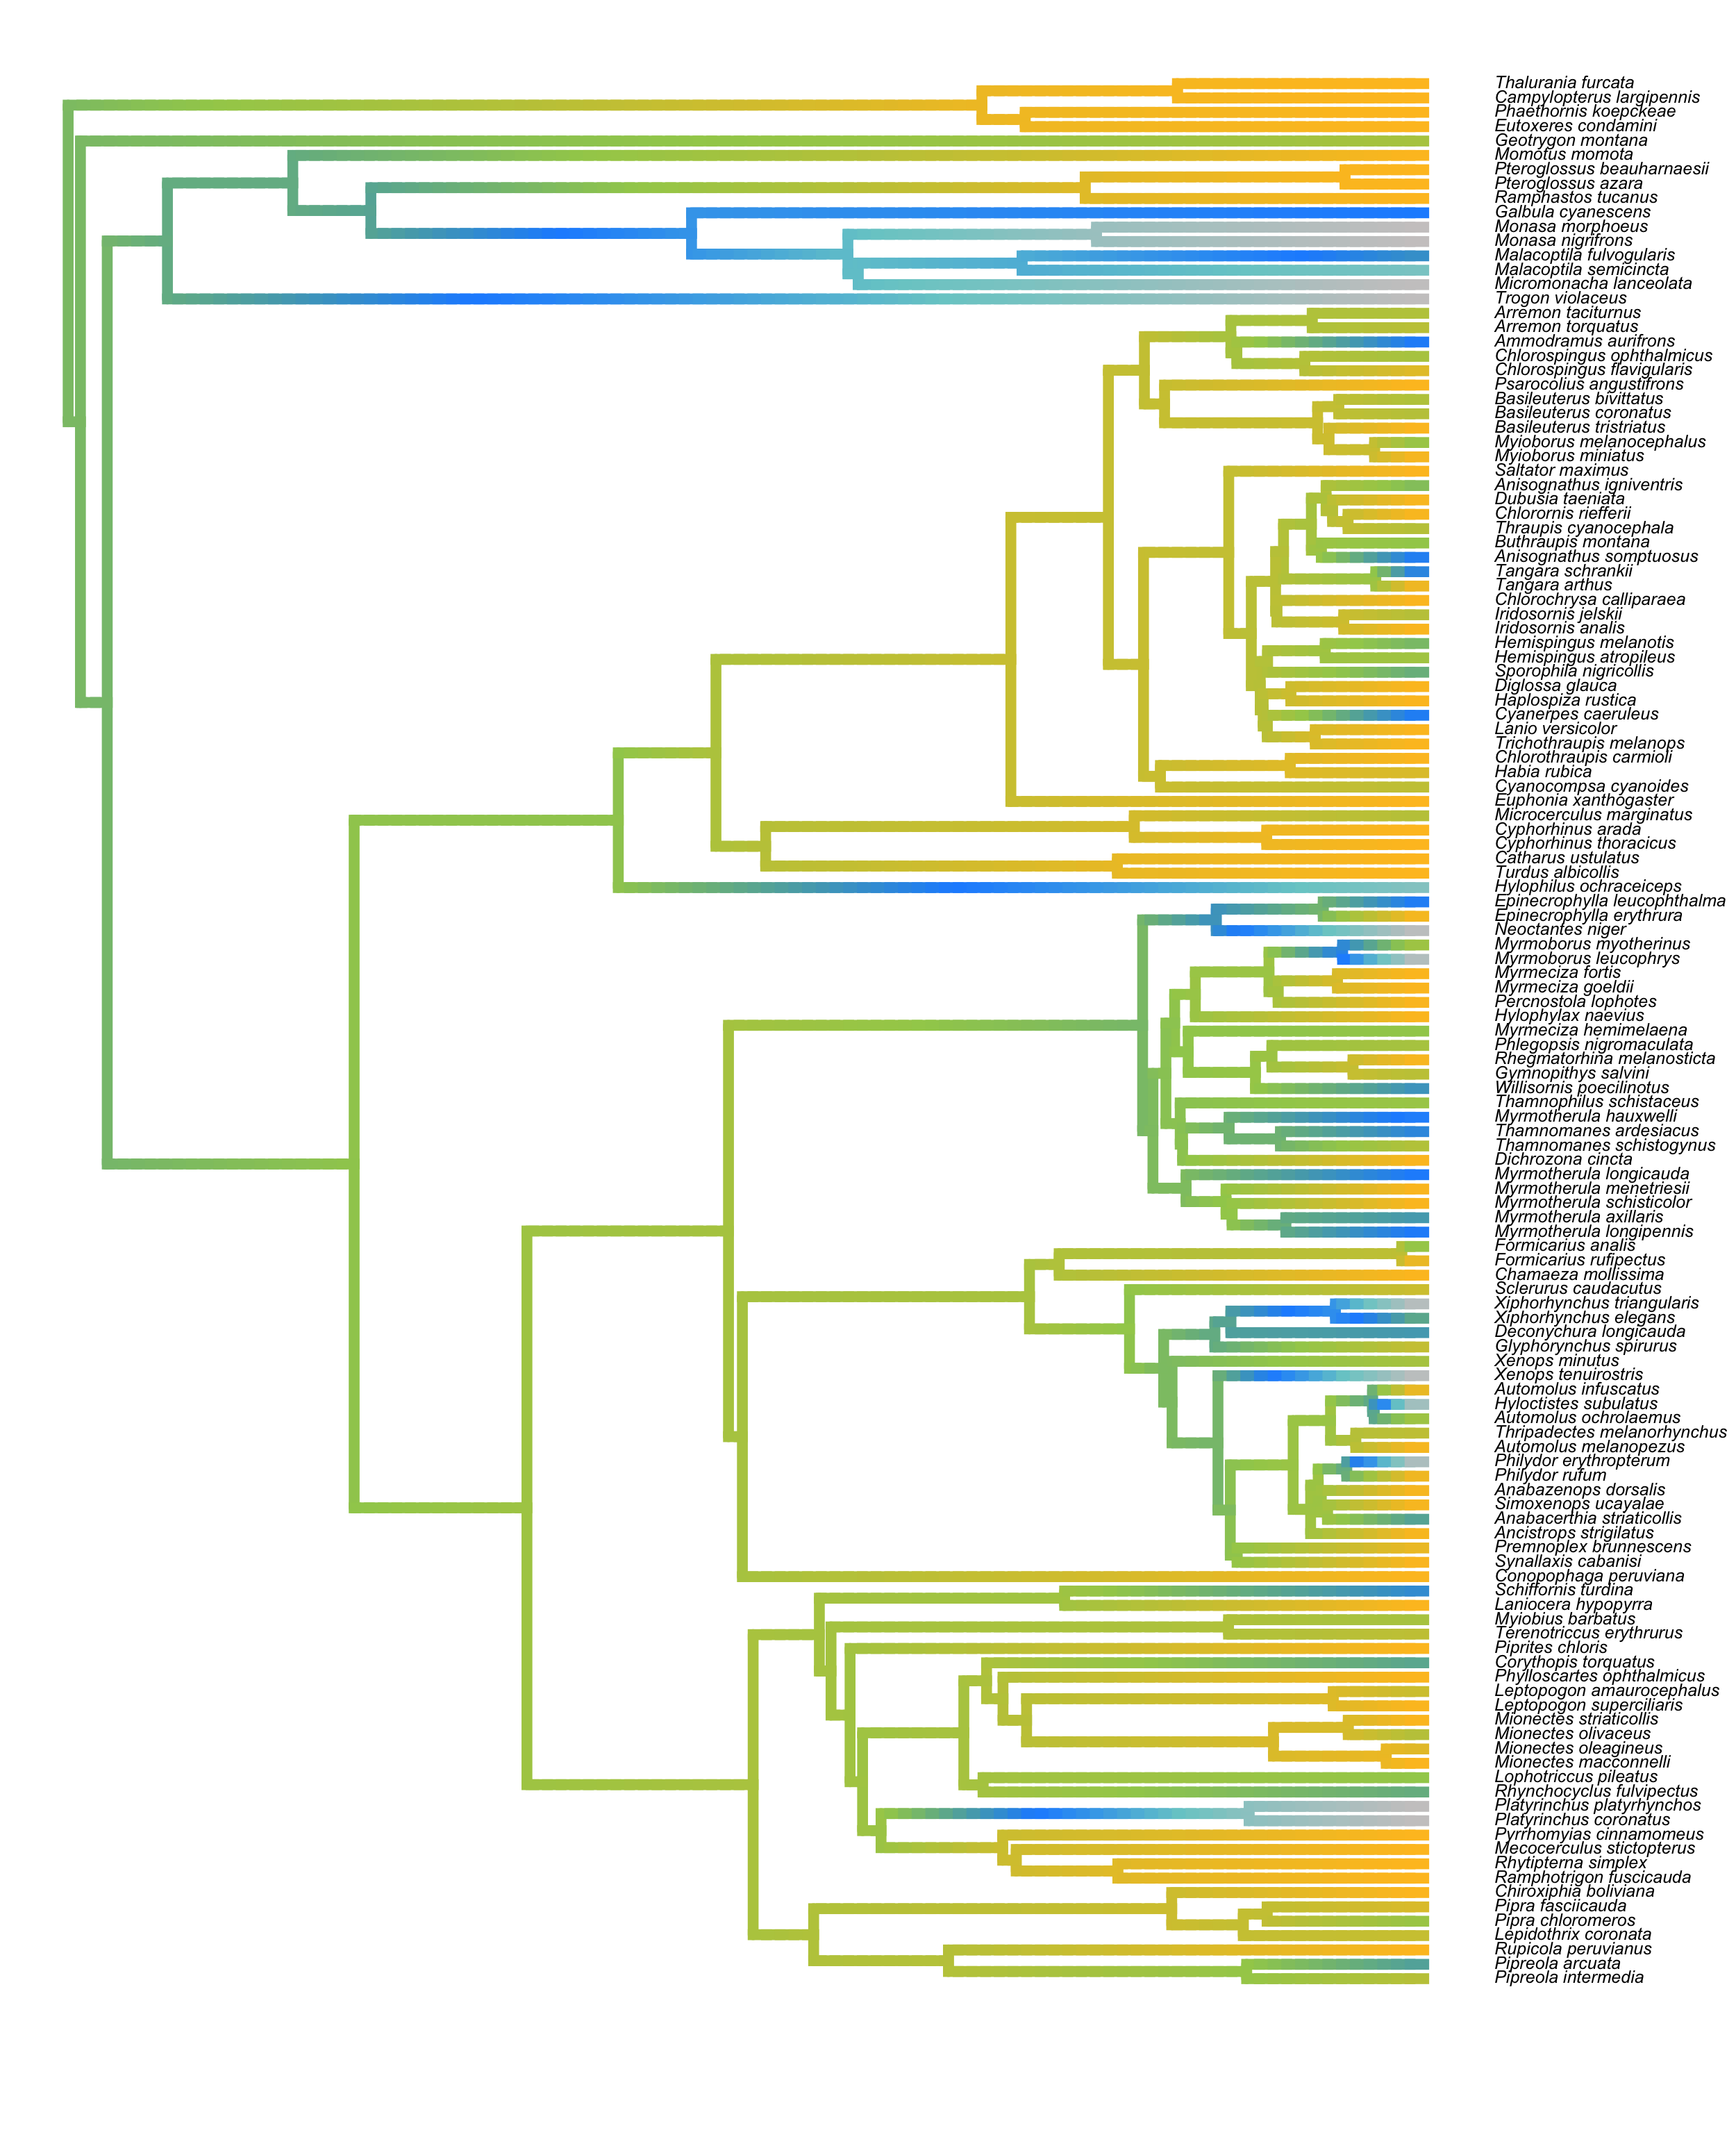 Thalurania furcata
Campylopterus largipennis
Phaethornis koepckeae
Eutoxeres condamini
Geotrygon montana
Momotus momota
Pteroglossus beauharnaesii
Pteroglossus azara
Ramphastos tucanus
Galbula cyanescens
Monasa morphoeus
Monasa nigrifrons
Malacoptila fulvogularis
Malacoptila semicincta
Micromonacha lanceolata
Trogon violaceus
Arremon taciturnus
Arremon torquatus
Ammodramus aurifrons
Chlorospingus ophthalmicus
Chlorospingus flavigularis
Psarocolius angustifrons
Basileuterus bivittatus
Basileuterus coronatus
Basileuterus tristriatus
Myioborus melanocephalus
Myioborus miniatus
Saltator maximus
Anisognathus igniventris
Dubusia taeniata
Chlorornis riefferii
Thraupis cyanocephala
Buthraupis montana
Anisognathus somptuosus
Tangara schrankii
Tangara arthus
Chlorochrysa calliparaea
Iridosornis jelskii
Iridosornis analis
Hemispingus melanotis
Hemispingus atropileus
Sporophila nigricollis
Diglossa glauca
Haplospiza rustica
Cyanerpes caeruleus
Lanio versicolor
Trichothraupis melanops
Chlorothraupis carmioli
Habia rubica
Cyanocompsa cyanoides
Euphonia xanthogaster
Microcerculus marginatus
Cyphorhinus arada
Cyphorhinus thoracicus
Catharus ustulatus
Turdus albicollis
Hylophilus ochraceiceps
Epinecrophylla leucophthalma
Epinecrophylla erythrura
Neoctantes niger
Myrmoborus myotherinus
Myrmoborus leucophrys
Myrmeciza fortis
Myrmeciza goeldii
Percnostola lophotes
Hylophylax naevius
Myrmeciza hemimelaena
Phlegopsis nigromaculata
Rhegmatorhina melanosticta
Gymnopithys salvini
Willisornis poecilinotus
Thamnophilus schistaceus
Myrmotherula hauxwelli
Thamnomanes ardesiacus
Thamnomanes schistogynus
Dichrozona cincta
Myrmotherula longicauda
Myrmotherula menetriesii
Myrmotherula schisticolor
Myrmotherula axillaris
Myrmotherula longipennis
Formicarius analis
Formicarius rufipectus
Chamaeza mollissima
Sclerurus caudacutus
Xiphorhynchus triangularis
Xiphorhynchus elegans
Deconychura longicauda
Glyphorynchus spirurus
Xenops minutus
Xenops tenuirostris
Automolus infuscatus
Hyloctistes subulatus
Automolus ochrolaemus
Thripadectes melanorhynchus
Automolus melanopezus
Philydor erythropterum
Philydor rufum
Anabazenops dorsalis
Simoxenops ucayalae
Anabacerthia striaticollis
Ancistrops strigilatus
Premnoplex brunnescens
Synallaxis cabanisi
Conopophaga peruviana
Schiffornis turdina
Laniocera hypopyrra
Myiobius barbatus
Terenotriccus erythrurus
Piprites chloris
Corythopis torquatus
Phylloscartes ophthalmicus
Leptopogon amaurocephalus
Leptopogon superciliaris
Mionectes striaticollis
Mionectes olivaceus
Mionectes oleagineus
Mionectes macconnelli
Lophotriccus pileatus
Rhynchocyclus fulvipectus
Platyrinchus platyrhynchos
Platyrinchus coronatus
Pyrrhomyias cinnamomeus
Mecocerculus stictopterus
Rhytipterna simplex
Ramphotrigon fuscicauda
Chiroxiphia boliviana
Pipra fasciicauda
Pipra chloromeros
Lepidothrix coronata
Rupicola peruvianus
Pipreola arcuata
Pipreola intermedia